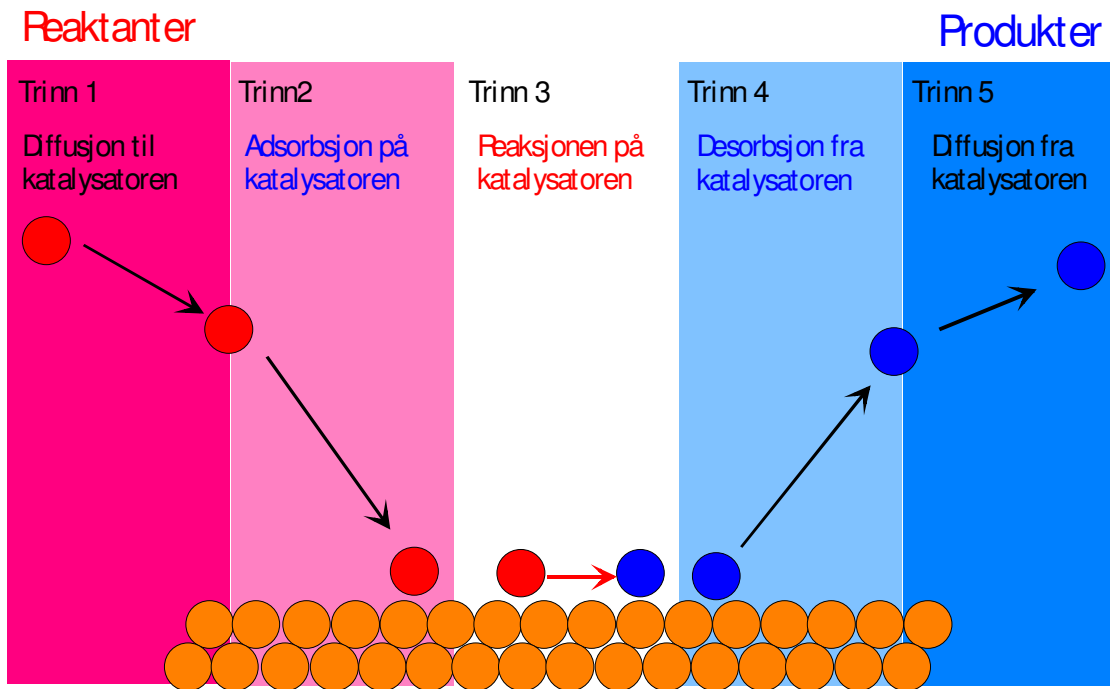 Reaktanter
Produkter
Trinn 1
Diffusjon til
katalysatoren
Trinn2
Adsorbsjon på
katalysatoren
Trinn 3
Reaksjonen på
katalysatoren
Trinn 4
Desorbsjon fra
katalysatoren
Trinn 5
Diffusjon fra
katalysatoren